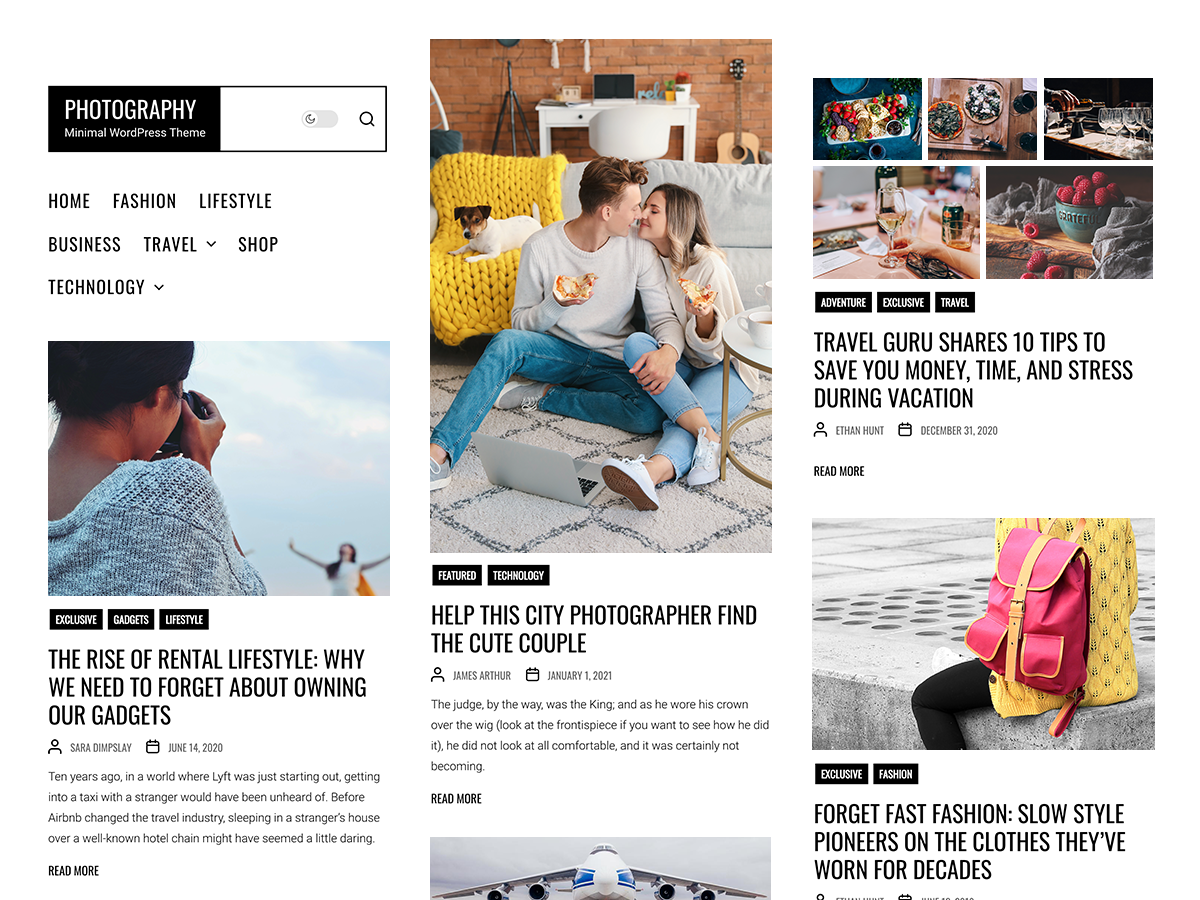 PHOTOGRAPHY
Minimal WordPress Theme
HOME FASHION LIFESTYLE
BUSINESS TRAVEL SHOP
TECHNOLOGY
EXCLUSIVE GADGETS LIFESTYLE
THE RISE OF RENTAL LIFESTYLE: WHY
WE NEED TO FORGET ABOUT OWNING
OUR GADGETS
SARA DIMPSLAY JUNE 14, 2020
Ten years ago, in a world where Lyft was just starting out, getting
into a taxi with a stranger would have been unheard of. Before
Airbnb changed the travel industry, sleeping in a stranger’s house
over a well-known hotel chain might have seemed a little daring.
READ MORE
FEATURED TECHNOLOGY
HELP THIS CITY PHOTOGRAPHER FIND
THE CUTE COUPLE
JAMES ARTHUR JANUARY 1, 2021
The judge, by the way, was the King; and as he wore his crown
over the wig (look at the frontispiece if you want to see how he did
it), he did not look at all comfortable, and it was certainly not
becoming.
READ MORE
GRATEFUL
ADVENTURE EXCLUSIVE TRAVEL
TRAVEL GURU SHARES 10 TIPS TO
SAVE YOU MONEY, TIME, AND STRESS
DURING VACATION
ETHAN HUNT DECEMBER 31, 2020
READ MORE
EXCLUSIVE FASHION
FORGET FAST FASHION: SLOW STYLE
PIONEERS ON THE CLOTHES THEY’VE
WORN FOR DECADES
ETHAN HUNT